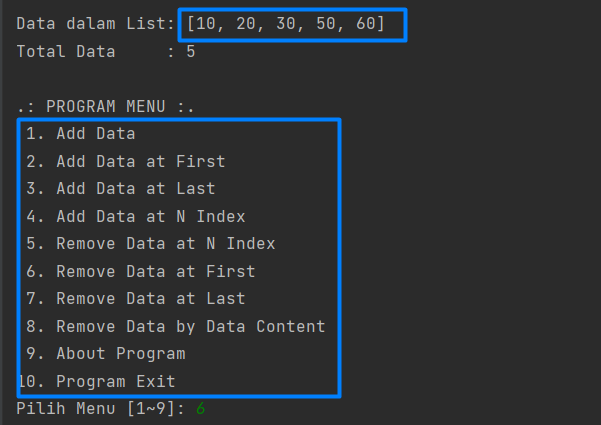 Data dalam List: [10, 20, 30, 50, 60]
Total Data : 5
.: PROGRAM MENU :.
1. Add Data
2. Add Data at First
3. Add Data at Last
4. Add Data at N Index
5. Remove Data at N Index
6. Remove Data at First
7. Remove Data at Last
8. Remove Data by Data Content
9. About Program
10. Program Exit
Pilih Menu [1~9]: 6